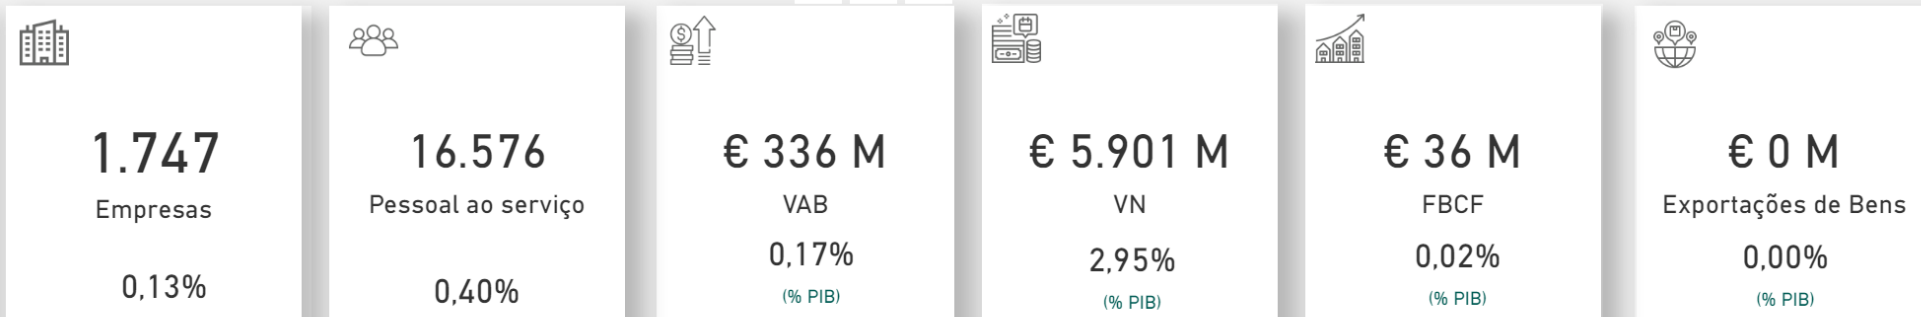 1.747
Empresas
0,13%
16.576
Pessoal ao serviço
0,40%
€ 336 M
VAB
0,17%
(% PIB)
€ 5.901 M
VN
2,95%
(% PIB)
€ 36 M
FBCF
0,02%
(% PIB)
€ 0 M
Exportações de Bens
0,00%
(% PIB)